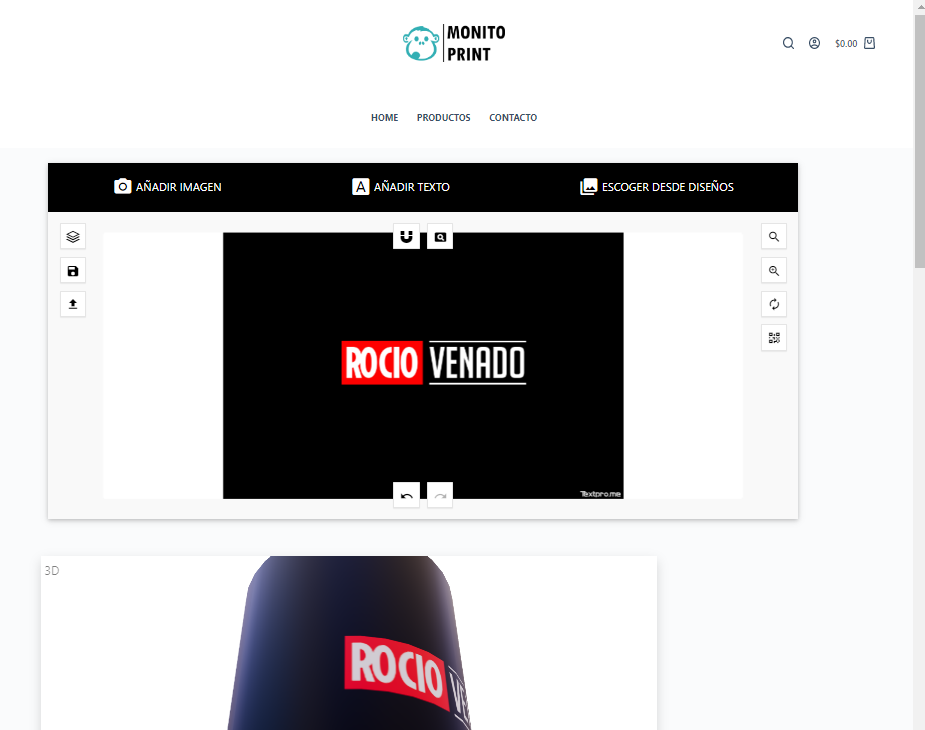 MONITO
PRINT
$0.00
HOME PRODUCTOS CONTACTO
AÑADIR IMAGEN AÑADIR TEXTO ESCOGER DESDE DISEÑOS
ROCIO VENADO
Textpro.me
3D
ROCIO VE